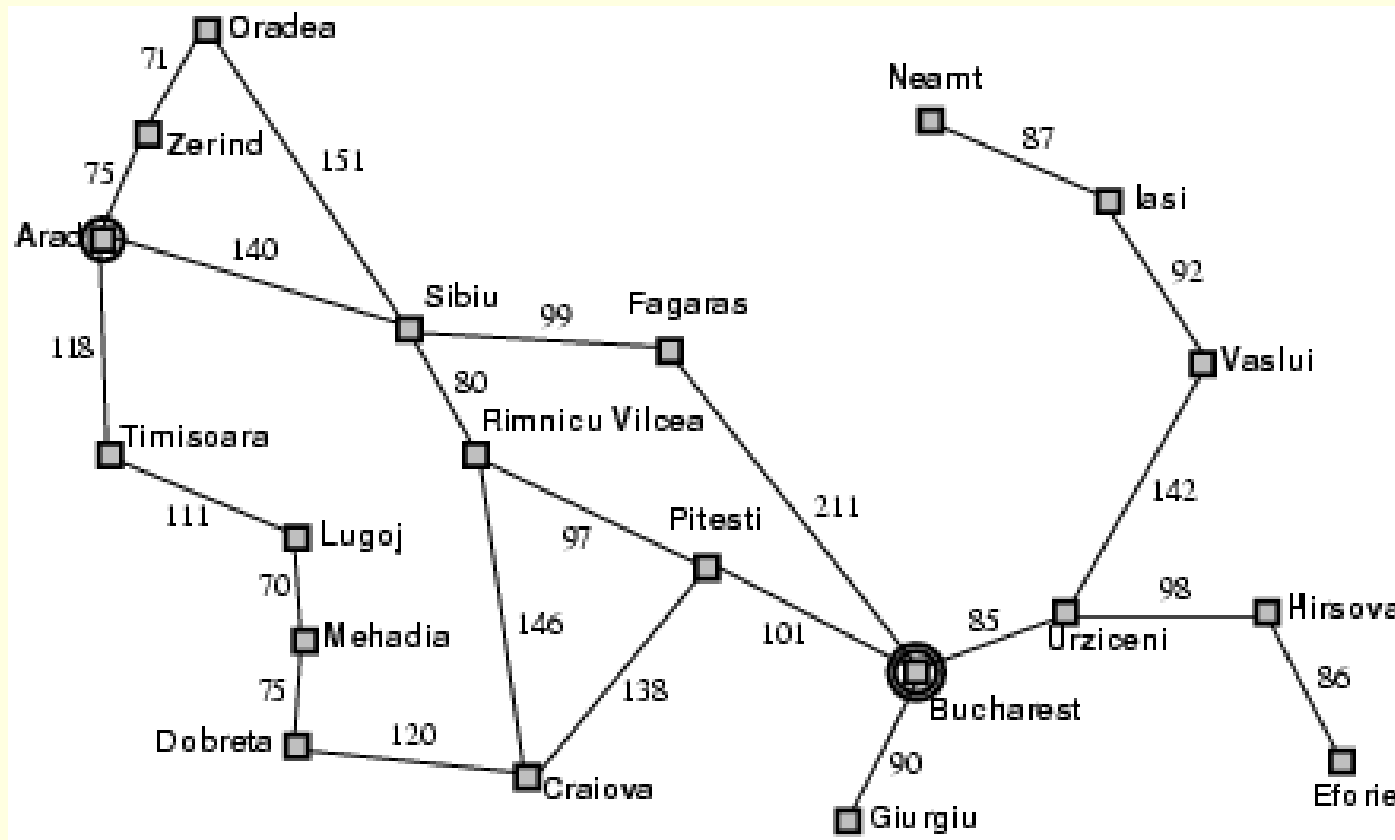 Oradea
71
Neamt
87
Zerind
151
75
Iasi
Arad
140
92
Sibiu
Fagaras
99
118
80
Vaslui
Rimnicu Vilcea
Timisoara
142
211
111
Pitesti
Lugoj
97
70
98
Hirsova
Mehadia
146
101
85
Urziceni
75
138
86
Bucharest
Dobreta
120
90
Craiova
Eforie
Giurgiu